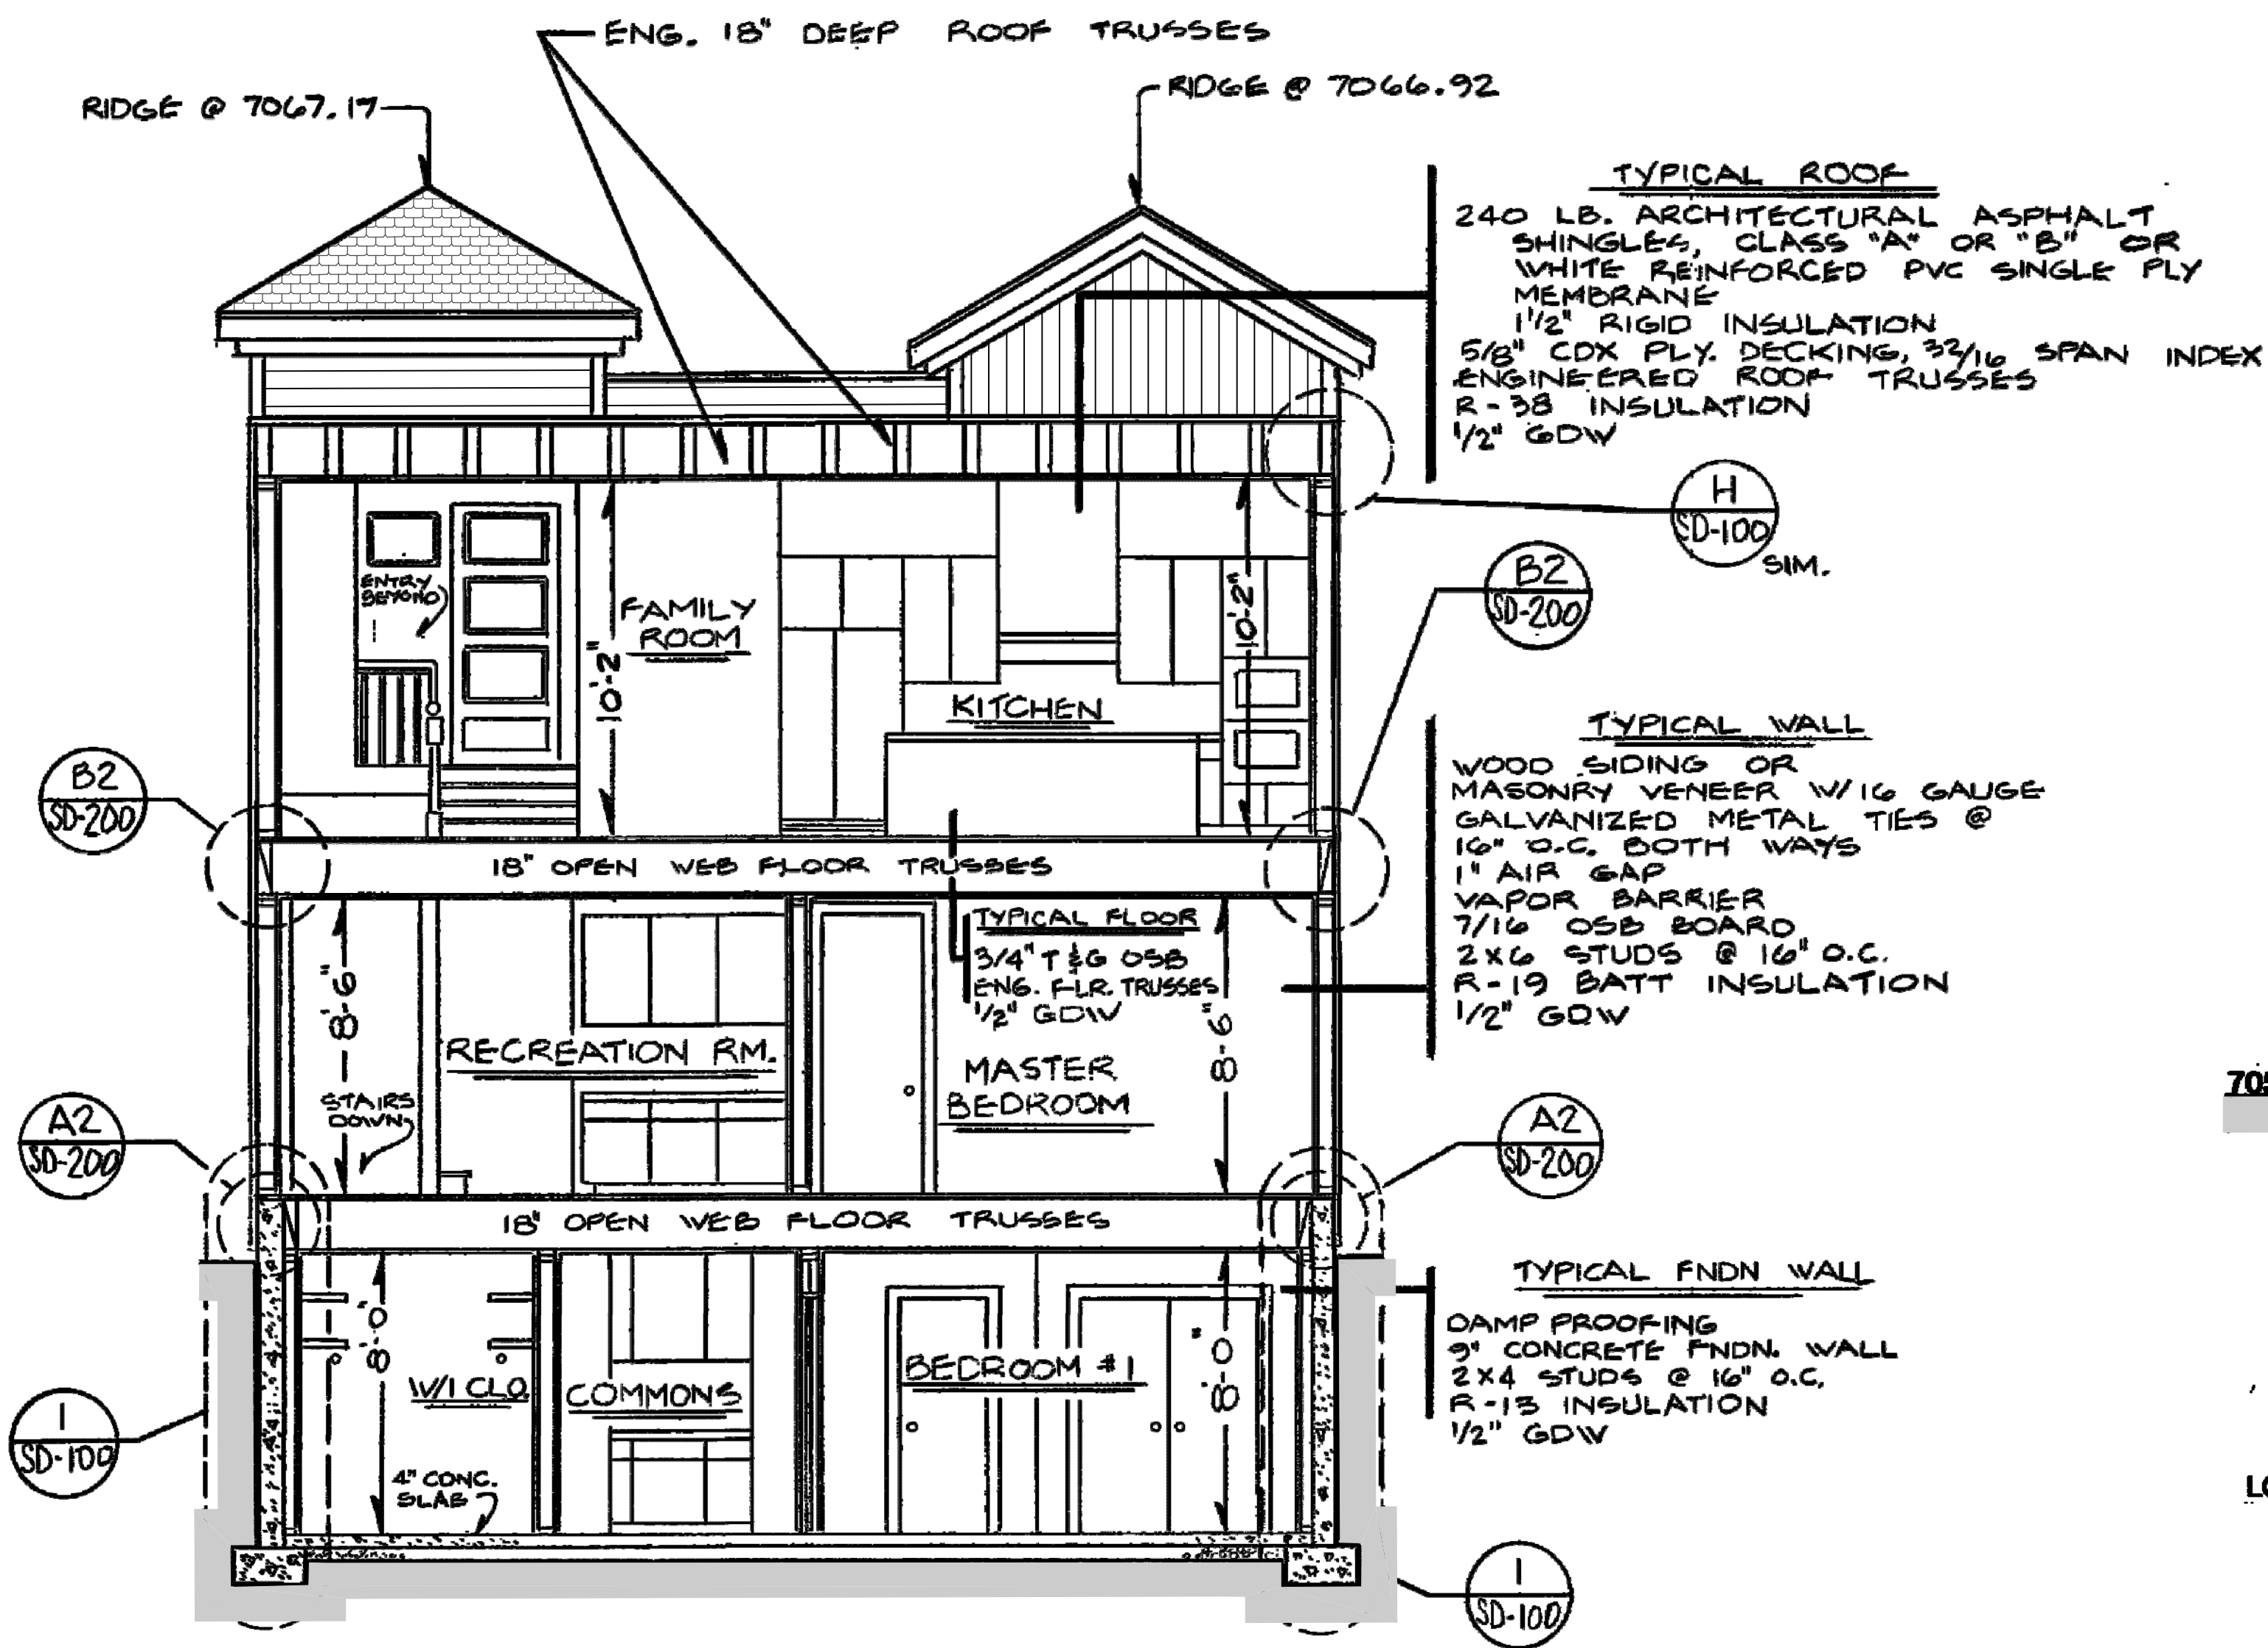 ENG. 18" DEEP ROOF TRUSSES
RIDGE @ 7067.17
RIDGE @ 7066.92
TYPICAL ROOF
240 LB. ARCHITECTURAL ASPHALT
SHINGLES, CLASS "A" OR "B" OR
WHITE REINFORCED PVC SINGLE PLY
MEMBRANE
1 1/2" RIGID INSULATION
5/8" CDX PLY. DECKING, 32/16 SPAN INDEX
ENGINEERED ROOF TRUSSES
R-38 INSULATION
1/2" GDW
H
SD-100
SIM.
B2
SD-200
ENTRY
BEYOND
FAMILY
ROOM
10'-2"
10'-2"
KITCHEN
B2
SD-200
18" OPEN WEB FLOOR TRUSSES
TYPICAL WALL
WOOD SIDING OR
MASONRY VENEER W/16 GAUGE
GALVANIZED METAL TIES @
16" O.C. BOTH WAYS
1" AIR GAP
VAPOR BARRIER
7/16 OSB BOARD
2X6 STUDS @ 16" O.C.
R-19 BATT INSULATION
1/2" GDW
TYPICAL FLOOR
3/4" T&G OSB
ENG. FLR. TRUSSES
1/2" GDW
8'-6"
8'-6"
RECREATION RM.
MASTER
BEDROOM
STAIRS
DOWN
A2
SD-200
A2
SD-200
18" OPEN WEB FLOOR TRUSSES
TYPICAL FNDN WALL
DAMP PROOFING
9" CONCRETE FNDN. WALL
2X4 STUDS @ 16" O.C.
R-13 INSULATION
1/2" GDW
8'-0"
8'-0"
W/I CLO.
COMMONS
BEDROOM #1
4" CONC.
SLAB
I
SD-100
I
SD-100